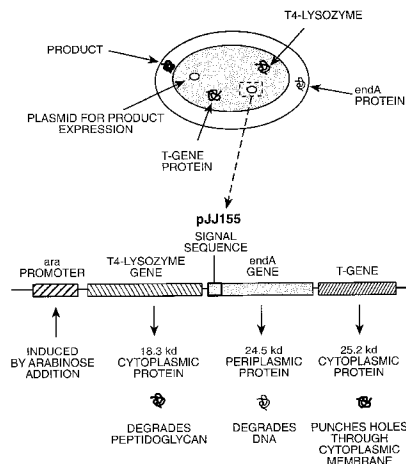 T4-LYSOZYME
PRODUCT
endA
PROTEIN
PLASMID FOR PRODUCT
EXPRESSION
T-GENE
PROTEIN
pJJ155
SIGNAL
SEQUENCE
ara
PROMOTER
T4-LYSOZYME
GENE
endA
GENE
T-GENE
INDUCED
BY ARABINOSE
ADDITION
18.3 kd
CYTOPLASMIC
PROTEIN
24.5 kd
PERIPLASMIC
PROTEIN
25.2 kd
CYTOPLASMIC
PROTEIN
DEGRADES
PEPTIDOGLYCAN
DEGRADES
DNA
PUNCHES HOLES
THROUGH
CYTOPLASMIC
MEMBRANE